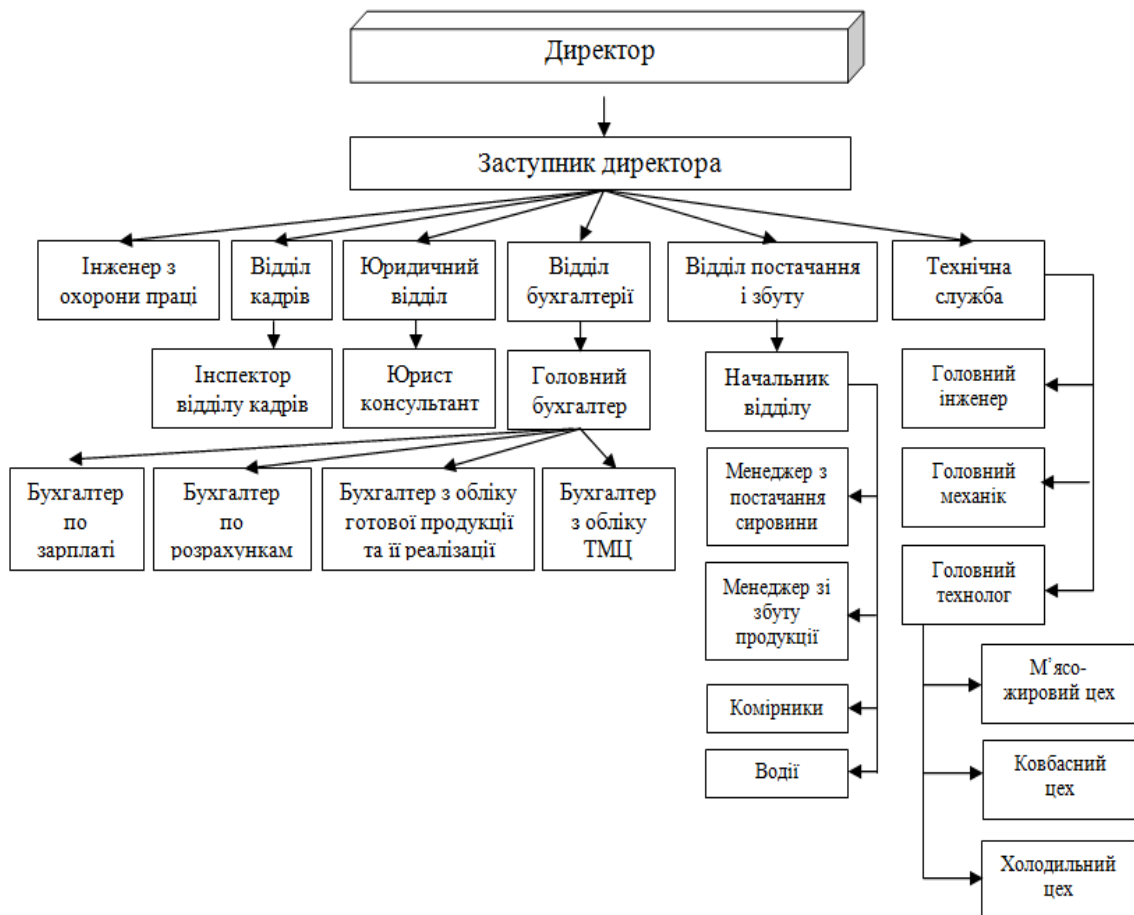 Директор
Заступник директора
Інженер з
охорони праці
Відділ
кадрів
Юридичний
відділ
Відділ
бухгалтерії
Відділ постачання
і збуту
Технічна
служба
Інспектор
відділу кадрів
Юрист
консультант
Головний
бухгалтер
Начальник
відділу
Головний
інженер
Бухгалтер
по
зарплаті
Бухгалтер
по
розрахункам
Бухгалтер з обліку
готової продукції
та її реалізації
Бухгалтер
з обліку
ТМЦ
Менеджер з
постачання
сировини
Головний
механік
Менеджер зі
збуту
продукції
Головний
технолог
Комірники
Водії
М’ясо-
жировий цех
Ковбасний
цех
Холодильний
цех